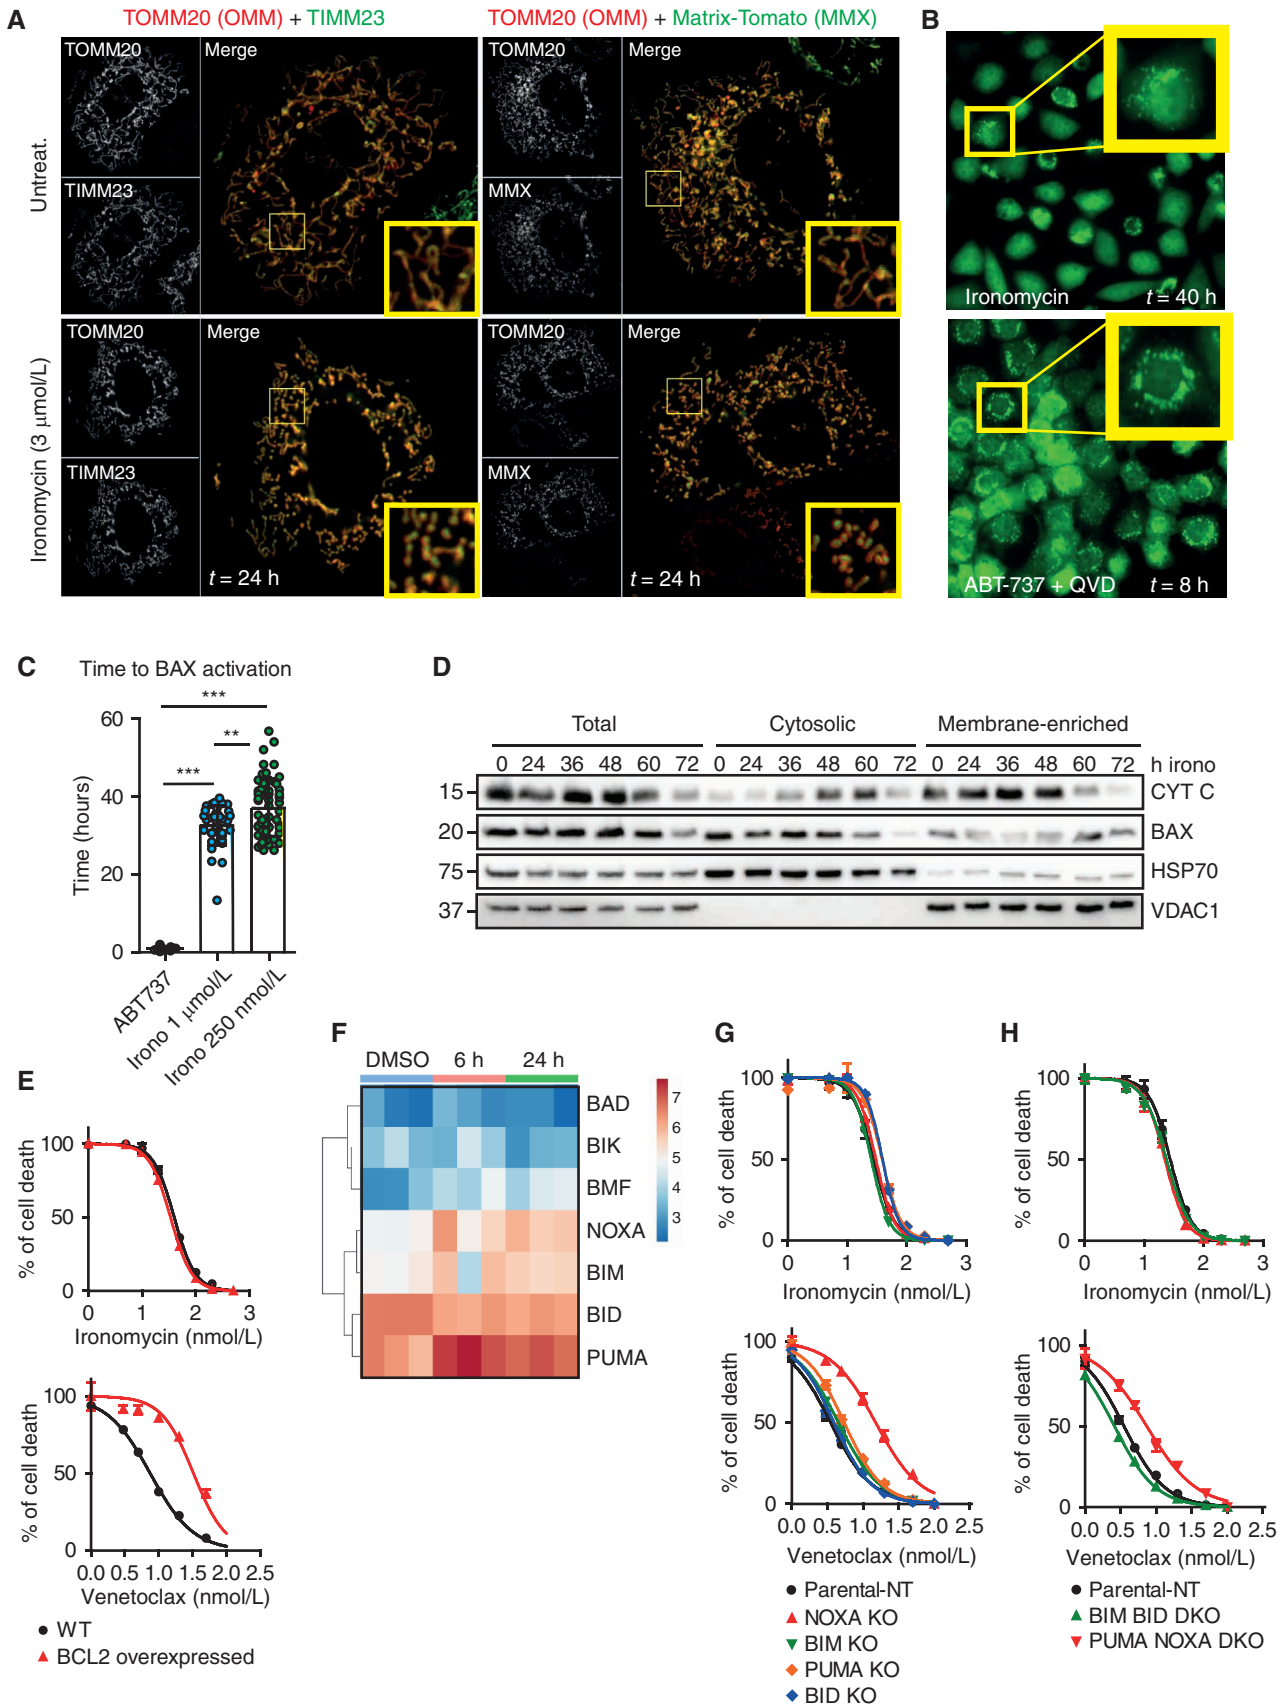 A
TOMM20 (OMM) + TIMM23
TOMM20 (OMM) + Matrix-Tomato (MMX)
Untreat.
TOMM20
Merge
TIMM23
TOMM20
Merge
MMX
Ironomycin (3 μmol/L)
TOMM20
Merge
TIMM23
t = 24 h
TOMM20
Merge
MMX
t = 24 h
B
Ironomycin
t = 40 h
ABT-737 + QVD
t = 8 h
C
Time to BAX activation
***
**
***
Time (hours)
60
40
20
0
ABT737
Irono 1 μmol/L
Irono 250 nmol/L
D
Total
Cytosolic
Membrane-enriched
0 24 36 48 60 72 0 24 36 48 60 72 0 24 36 48 60 72 h irono
15 CYT C
20 BAX
75 HSP70
37 VDAC1
E
% of cell death
100
50
0
0 1 2 3
Ironomycin (nmol/L)
% of cell death
100
50
0
0.0 0.5 1.0 1.5 2.0 2.5
Venetoclax (nmol/L)
WT
BCL2 overexpressed
F
DMSO 6 h 24 h
BAD
BIK
BMF
NOXA
BIM
BID
PUMA
7
6
5
4
3
G
% of cell death
100
50
0
0 1 2 3
Ironomycin (nmol/L)
% of cell death
100
50
0
0.0 0.5 1.0 1.5 2.0 2.5
Venetoclax (nmol/L)
Parental-NT
NOXA KO
BIM KO
PUMA KO
BID KO
H
% of cell death
100
50
0
0 1 2 3
Ironomycin (nmol/L)
% of cell death
100
50
0
0.0 0.5 1.0 1.5 2.0 2.5
Venetoclax (nmol/L)
Parental-NT
BIM BID DKO
PUMA NOXA DKO